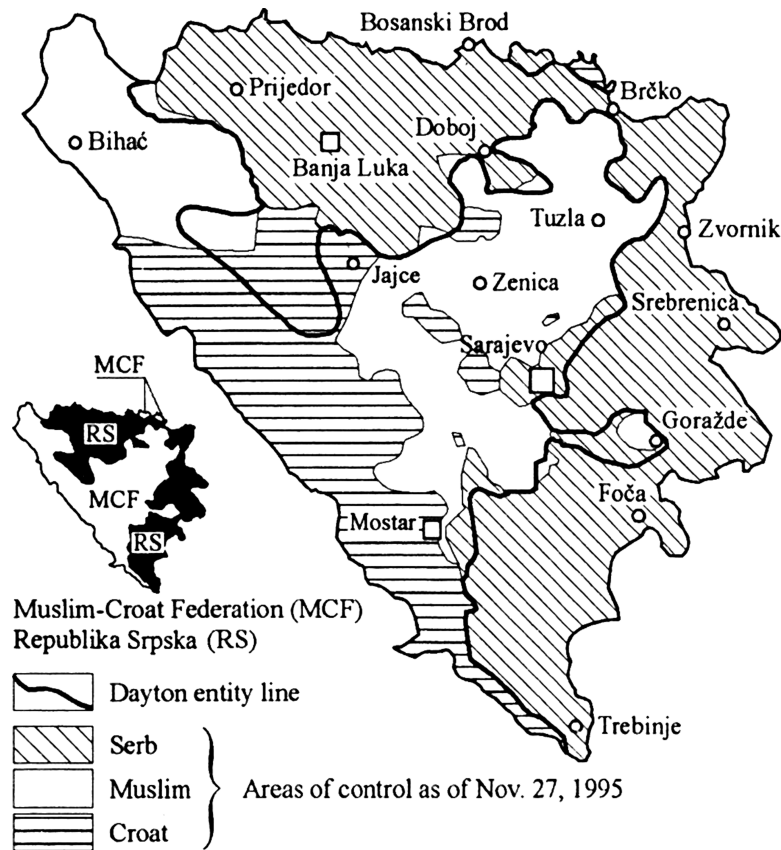 Bosanski Brod
Prijedor
Brčko
Bihać
Doboj
Banja Luka
Tuzla
Zvornik
Jajce
Zenica
Srebrenica
Sarajevo
MCF
RS
Goražde
MCF
Foča
Mostar
RS
Muslim-Croat Federation (MCF)
Republika Srpska (RS)
Dayton entity line
Trebinje
Serb
Muslim
Areas of control as of Nov. 27, 1995
Croat